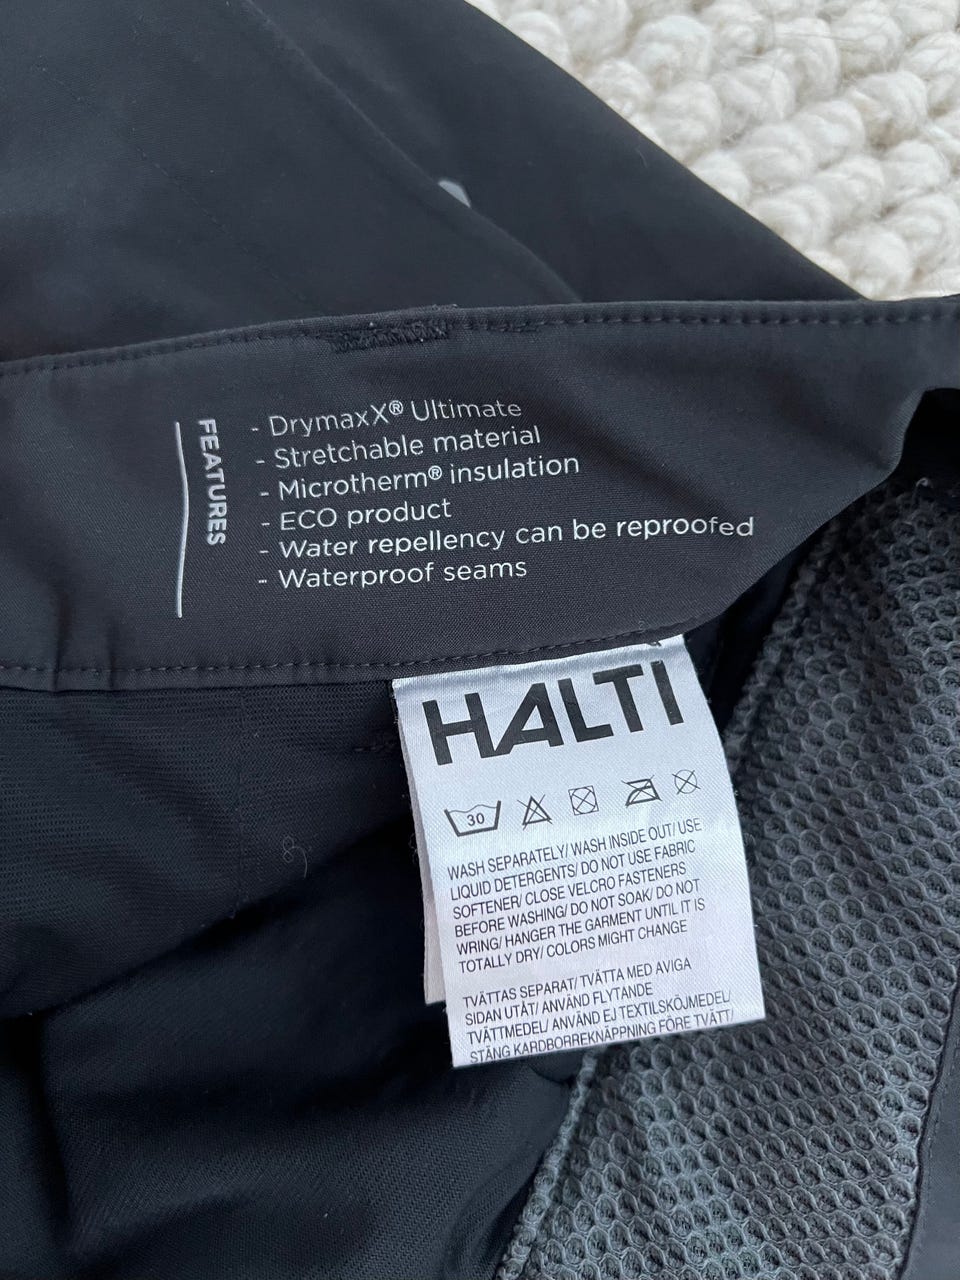 FEATURES
- DrymaxX® Ultimate
- Stretchable material
- Microtherm® insulation
- ECO product
- Water repellency can be reproofed
- Waterproof seams
HALTI
30
WASH SEPARATELY/ WASH INSIDE OUT/ USE
LIQUID DETERGENTS/ DO NOT USE FABRIC
SOFTENER/ CLOSE VELCRO FASTENERS
BEFORE WASHING/ DO NOT SOAK/ DO NOT
WRING/ HANGER THE GARMENT UNTIL IT IS
TOTALLY DRY/ COLORS MIGHT CHANGE
TVÄTTAS SEPARAT/ TVÄTTA MED AVIGA
SIDAN UTÅT/ ANVÄND FLYTANDE
TVÄTTMEDEL/ ANVÄND EJ TEXTILSKÖJMEDEL/
STÄNG KARDBORREKNÄPPNING FÖRE TVÄTT/